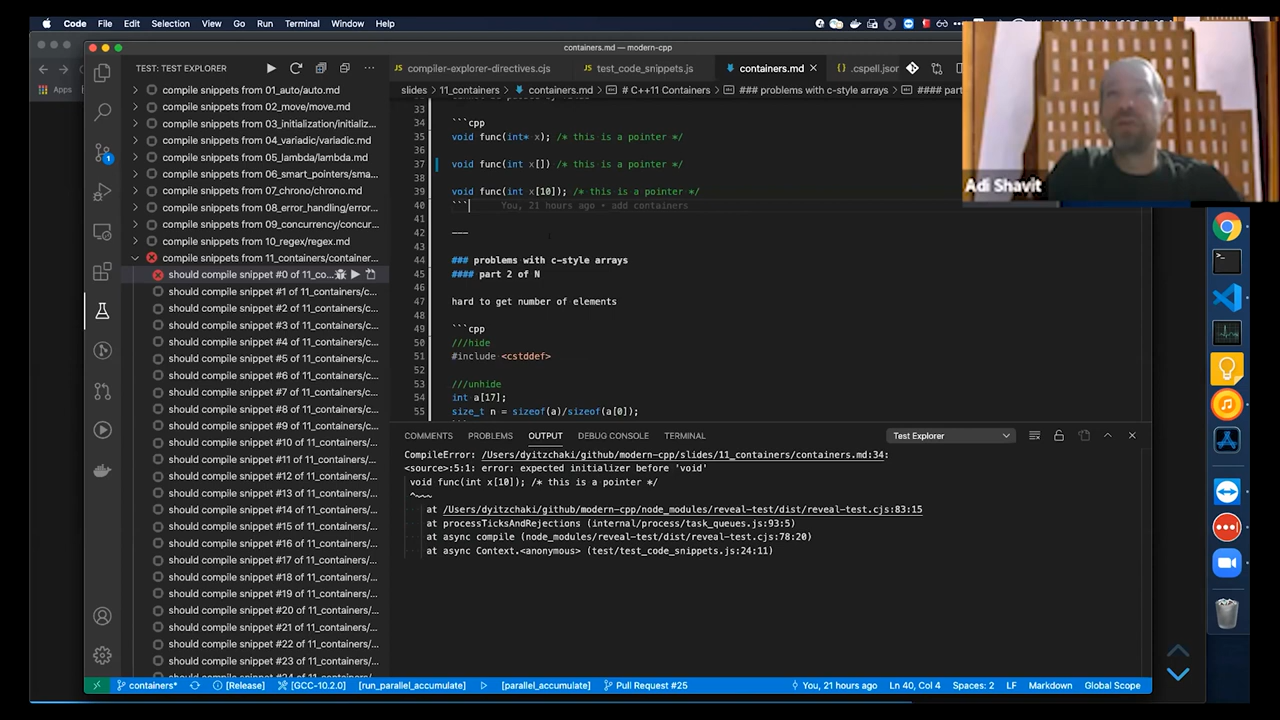 Code File Edit Selection View Go Run Terminal Window Help
containers.md — modern-cpp
Apps
TEST: TEST EXPLORER
compile snippets from 01_auto/auto.md
compile snippets from 02_move/move.md
compile snippets from 03_initialization/initializ...
compile snippets from 04_variadic/variadic.md
compile snippets from 05_lambda/lambda.md
compile snippets from 06_smart_pointers/sma...
compile snippets from 07_chrono/chrono.md
compile snippets from 08_error_handling/error...
compile snippets from 09_concurrency/concur...
compile snippets from 10_regex/regex.md
compile snippets from 11_containers/container...
should compile snippet #0 of 11_co...
should compile snippet #1 of 11_containers/c...
should compile snippet #2 of 11_containers/c...
should compile snippet #3 of 11_containers/c...
should compile snippet #4 of 11_containers/c...
should compile snippet #5 of 11_containers/c...
should compile snippet #6 of 11_containers/c...
should compile snippet #7 of 11_containers/c...
should compile snippet #8 of 11_containers/c...
should compile snippet #9 of 11_containers/c...
should compile snippet #10 of 11_containers/...
should compile snippet #11 of 11_containers/...
should compile snippet #12 of 11_containers/...
should compile snippet #13 of 11_containers/...
should compile snippet #14 of 11_containers/...
should compile snippet #15 of 11_containers/...
should compile snippet #16 of 11_containers/...
should compile snippet #17 of 11_containers/...
should compile snippet #18 of 11_containers/...
should compile snippet #19 of 11_containers/...
should compile snippet #20 of 11_containers/...
should compile snippet #21 of 11_containers/...
should compile snippet #22 of 11_containers/...
should compile snippet #23 of 11_containers/...
compiler-explorer-directives.cjs test_code_snippets.js containers.md .cspell.json
slides > 11_containers > containers.md > # C++11 Containers > ### problems with c-style arrays > #### part
33
34 ```cpp
35 void func(int* x); /* this is a pointer */
36
37 void func(int x[]) /* this is a pointer */
38
39 void func(int x[10]); /* this is a pointer */
40 ``` You, 21 hours ago • add containers
41
42 ---
43
44 ### problems with c-style arrays
45 #### part 2 of N
46
47 hard to get number of elements
48
49 ```cpp
50 ///hide
51 #include <cstddef>
52
53 ///unhide
54 int a[17];
55 size_t n = sizeof(a)/sizeof(a[0]);
Adi Shavit
COMMENTS PROBLEMS OUTPUT DEBUG CONSOLE TERMINAL Test Explorer
CompileError: /Users/dyitzchaki/github/modern-cpp/slides/11_containers/containers.md:34:
<source>:5:1: error: expected initializer before 'void'
void func(int x[10]); /* this is a pointer */
^~~~
at /Users/dyitzchaki/github/modern-cpp/node_modules/reveal-test/dist/reveal-test.cjs:83:15
at processTicksAndRejections (internal/process/task_queues.js:93:5)
at async compile (node_modules/reveal-test/dist/reveal-test.cjs:78:20)
at async Context.<anonymous> (test/test_code_snippets.js:24:11)
containers* [Release] [GCC-10.2.0] [run_parallel_accumulate] [parallel_accumulate] Pull Request #25 You, 21 hours ago Ln 40, Col 4 Spaces: 2 LF Markdown Global Scope